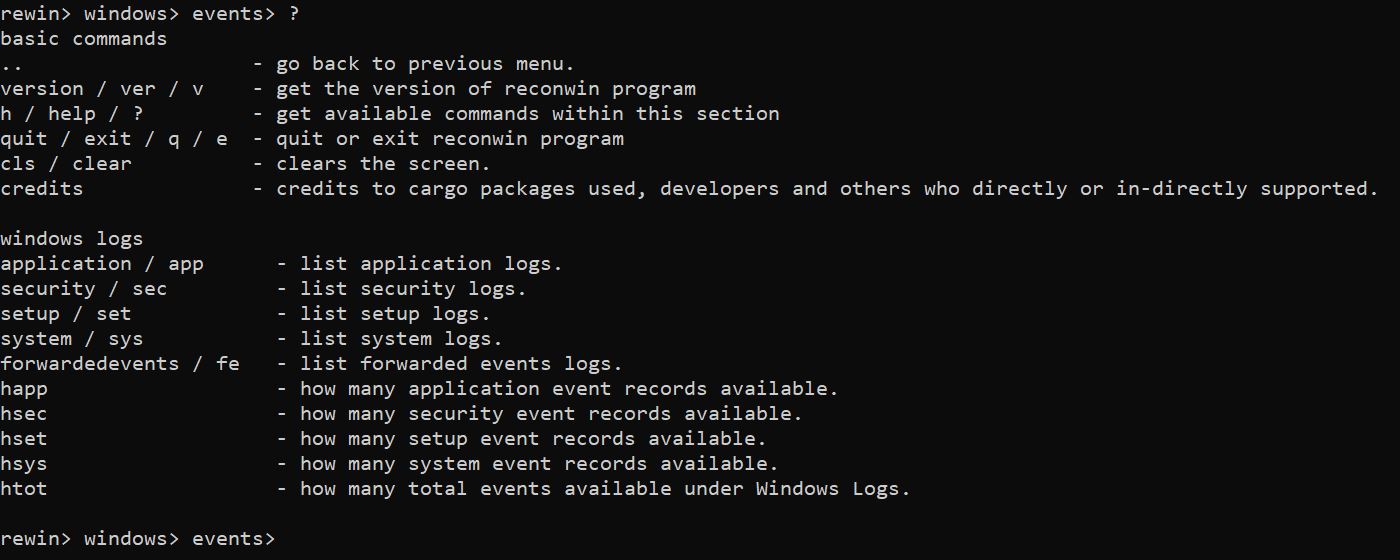 rewin> windows> events> ?
basic commands
..                   - go back to previous menu.
version / ver / v    - get the version of reconwin program
h / help / ?         - get available commands within this section
quit / exit / q / e  - quit or exit reconwin program
cls / clear          - clears the screen.
credits              - credits to cargo packages used, developers and others who directly or in-directly supported.

windows logs
application / app      - list application logs.
security / sec         - list security logs.
setup / set            - list setup logs.
system / sys           - list system logs.
forwardedevents / fe   - list forwarded events logs.
happ                   - how many application event records available.
hsec                   - how many security event records available.
hset                   - how many setup event records available.
hsys                   - how many system event records available.
htot                   - how many total events available under Windows Logs.

rewin> windows> events>